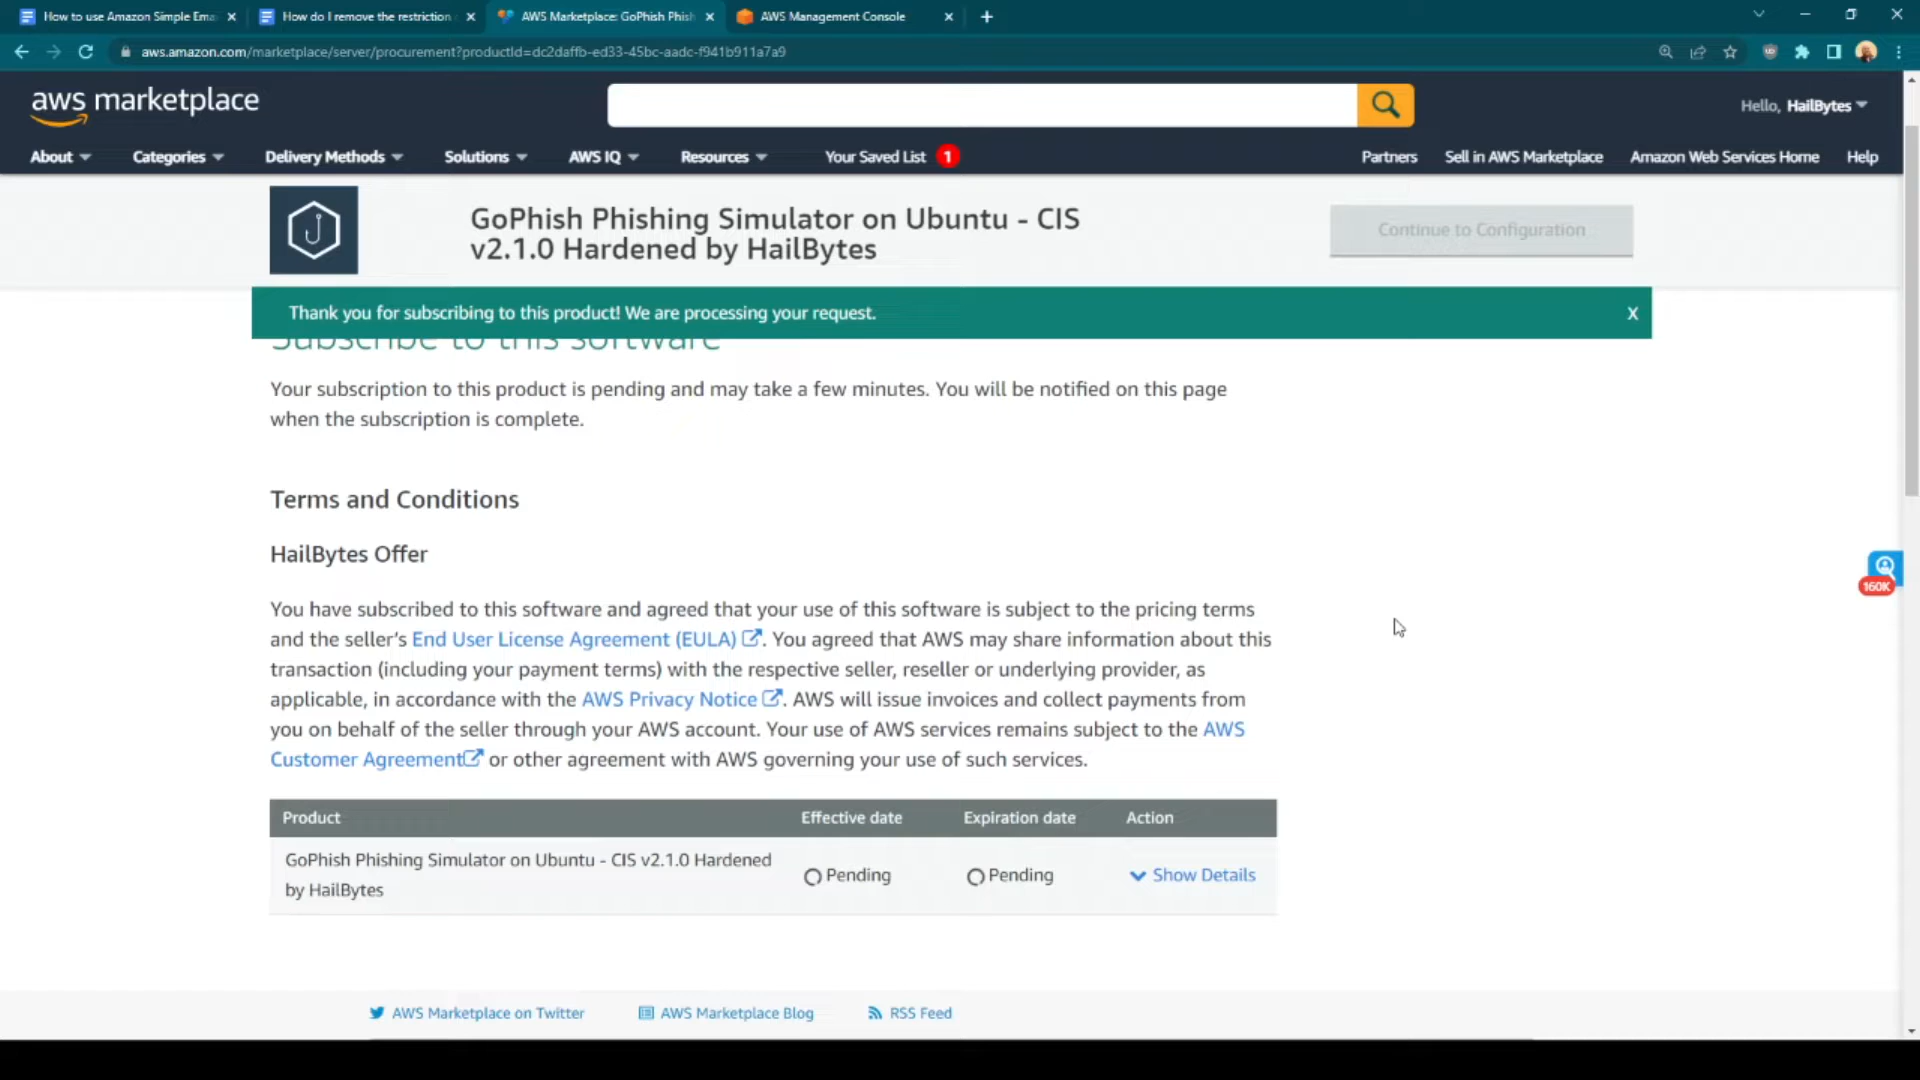 How to use Amazon Simple Ema
How do I remove the restriction
AWS Marketplace: GoPhish Phish
AWS Management Console
aws.amazon.com/marketplace/server/procurement?productId=dc2daffb-ed33-45bc-aadc-f941b911a7a9
aws marketplace
Hello, HailBytes
About
Categories
Delivery Methods
Solutions
AWS IQ
Resources
Your Saved List 1
Partners
Sell in AWS Marketplace
Amazon Web Services Home
Help
GoPhish Phishing Simulator on Ubuntu - CIS
v2.1.0 Hardened by HailBytes
Continue to Configuration
Thank you for subscribing to this product! We are processing your request.
X
Subscribe to this software
Your subscription to this product is pending and may take a few minutes. You will be notified on this page
when the subscription is complete.
Terms and Conditions
HailBytes Offer
You have subscribed to this software and agreed that your use of this software is subject to the pricing terms
and the seller's End User License Agreement (EULA). You agreed that AWS may share information about this
transaction (including your payment terms) with the respective seller, reseller or underlying provider, as
applicable, in accordance with the AWS Privacy Notice. AWS will issue invoices and collect payments from
you on behalf of the seller through your AWS account. Your use of AWS services remains subject to the AWS
Customer Agreement or other agreement with AWS governing your use of such services.
160K
Product Effective date Expiration date Action
GoPhish Phishing Simulator on Ubuntu - CIS v2.1.0 Hardened
by HailBytes
Pending
Pending
Show Details
AWS Marketplace on Twitter
AWS Marketplace Blog
RSS Feed